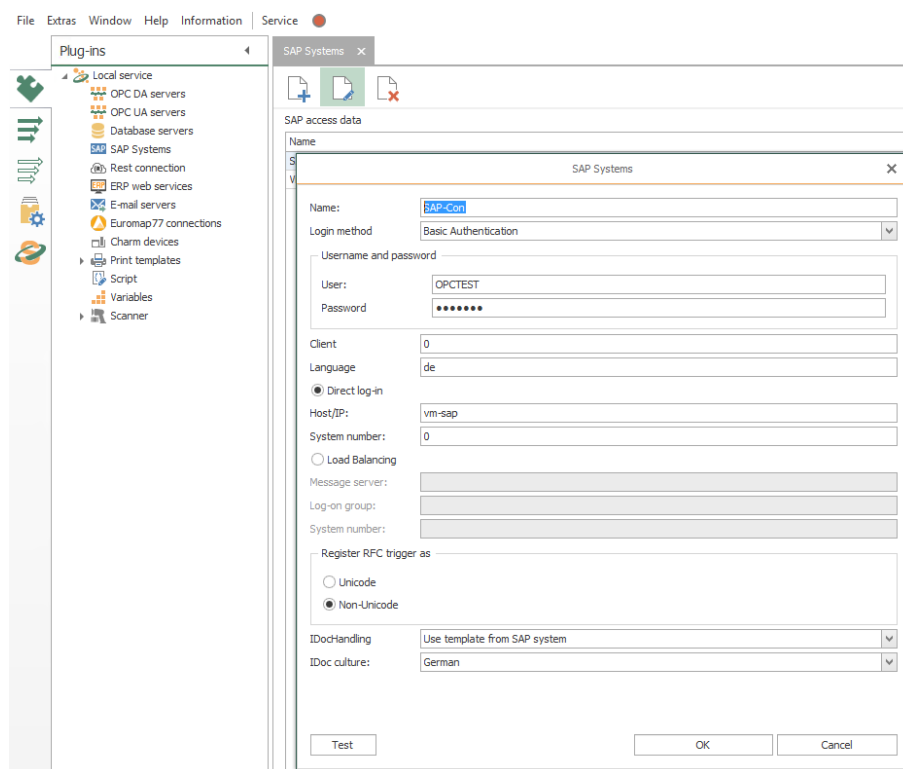 File Extras Window Help Information Service
Plug-ins
Local service
OPC DA servers
OPC UA servers
Database servers
SAP SAP Systems
Rest connection
ERP ERP web services
E-mail servers
Euromap77 connections
Charm devices
Print templates
Script
Variables
Scanner
SAP Systems
SAP access data
Name
S
V
SAP Systems
Name: SAP-Con
Login method Basic Authentication
Username and password
User: OPCTEST
Password •••••••
Client 0
Language de
Direct log-in
Host/IP: vm-sap
System number: 0
Load Balancing
Message server:
Log-on group:
System number:
Register RFC trigger as
Unicode
Non-Unicode
IDocHandling Use template from SAP system
IDoc culture: German
Test OK Cancel